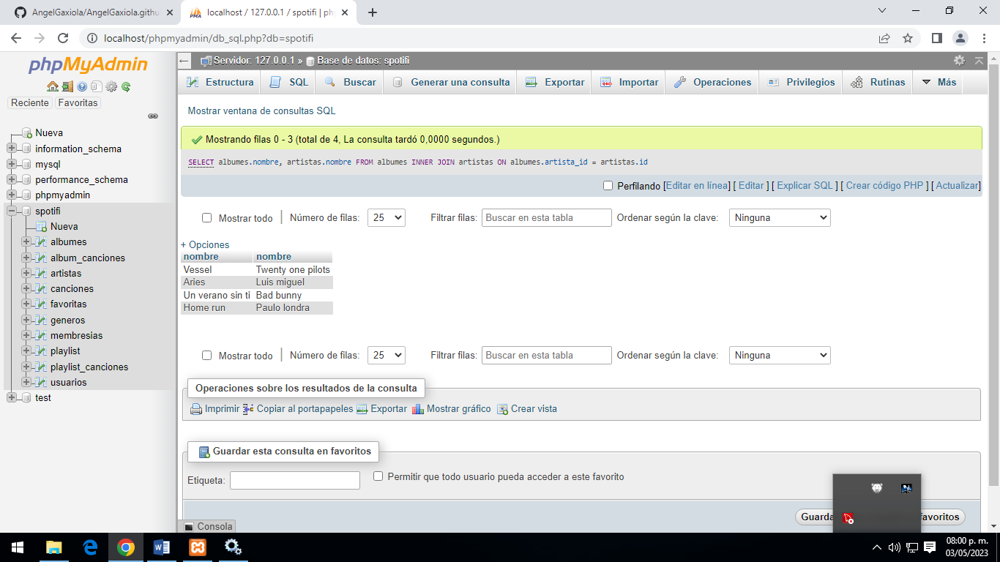 AngelGaxiola/AngelGaxiola.githu
localhost / 127.0.0.1 / spotifi | ph
localhost/phpmyadmin/db_sql.php?db=spotifi
phpMyAdmin
Reciente Favoritas
Nueva
information_schema
mysql
performance_schema
phpmyadmin
spotifi
Nueva
albumes
album_canciones
artistas
canciones
favoritas
generos
membresias
playlist
playlist_canciones
usuarios
test
Servidor: 127.0.0.1 » Base de datos: spotifi
Estructura SQL Buscar Generar una consulta Exportar Importar Operaciones Privilegios Rutinas Más
Mostrar ventana de consultas SQL
Mostrando filas 0 - 3 (total de 4, La consulta tardó 0,0000 segundos.)
SELECT albumes.nombre, artistas.nombre FROM albumes INNER JOIN artistas ON albumes.artista_id = artistas.id
Perfilando [Editar en línea] [ Editar ] [ Explicar SQL ] [ Crear código PHP ] [ Actualizar]
Mostrar todo | Número de filas: 25 Filtrar filas: Buscar en esta tabla Ordenar según la clave: Ninguna
+ Opciones
nombre nombre
Vessel Twenty one pilots
Aries Luis miguel
Un verano sin ti Bad bunny
Home run Paulo londra
Mostrar todo | Número de filas: 25 Filtrar filas: Buscar en esta tabla Ordenar según la clave: Ninguna
Operaciones sobre los resultados de la consulta
Imprimir Copiar al portapapeles Exportar Mostrar gráfico Crear vista
Guardar esta consulta en favoritos
Etiqueta: Permitir que todo usuario pueda acceder a este favorito
Guarda favoritos
Consola
08:00 p. m.
03/05/2023